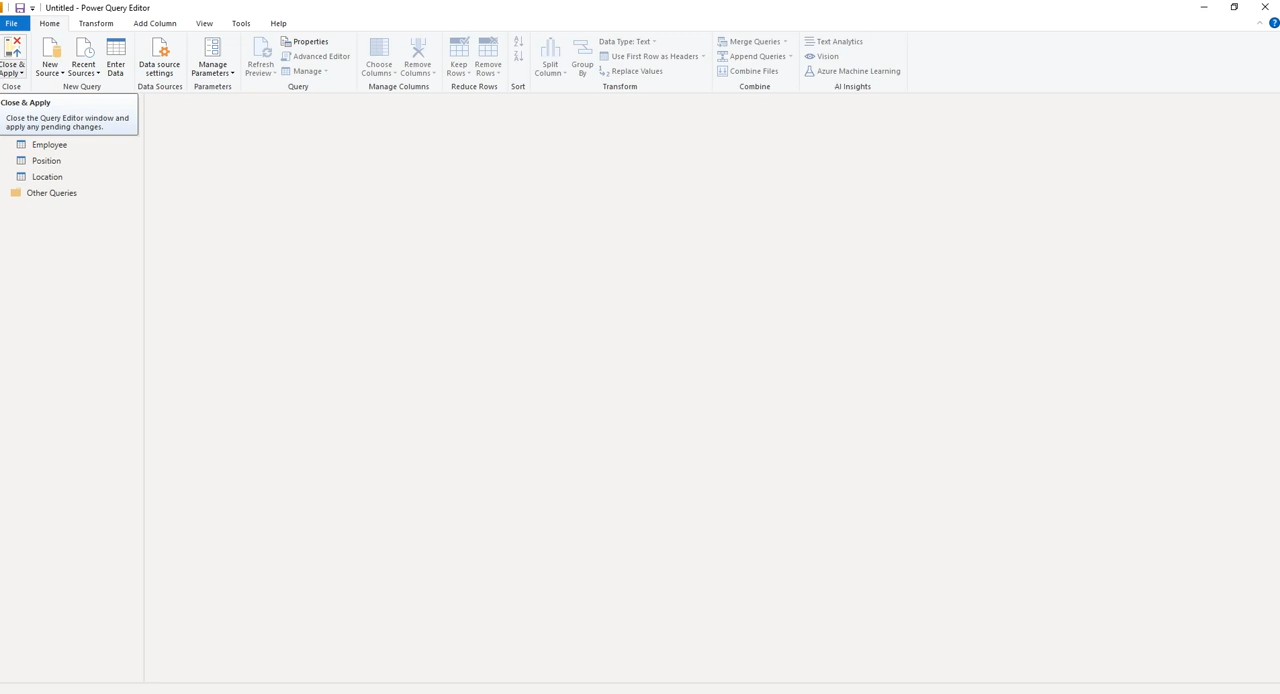 Untitled - Power Query Editor
File Home Transform Add Column View Tools Help
Close & Apply
New Source
Recent Sources
Enter Data
Data source settings
Manage Parameters
Refresh Preview
Properties
Advanced Editor
Manage
Choose Columns
Remove Columns
Keep Rows
Remove Rows
Split Column
Group By
Data Type: Text
Use First Row as Headers
Replace Values
Merge Queries
Append Queries
Combine Files
Text Analytics
Vision
Azure Machine Learning
Close New Query Data Sources Parameters Query Manage Columns Reduce Rows Sort Transform Combine AI Insights
Close & Apply
Close the Query Editor window and
apply any pending changes.
Employee
Position
Location
Other Queries